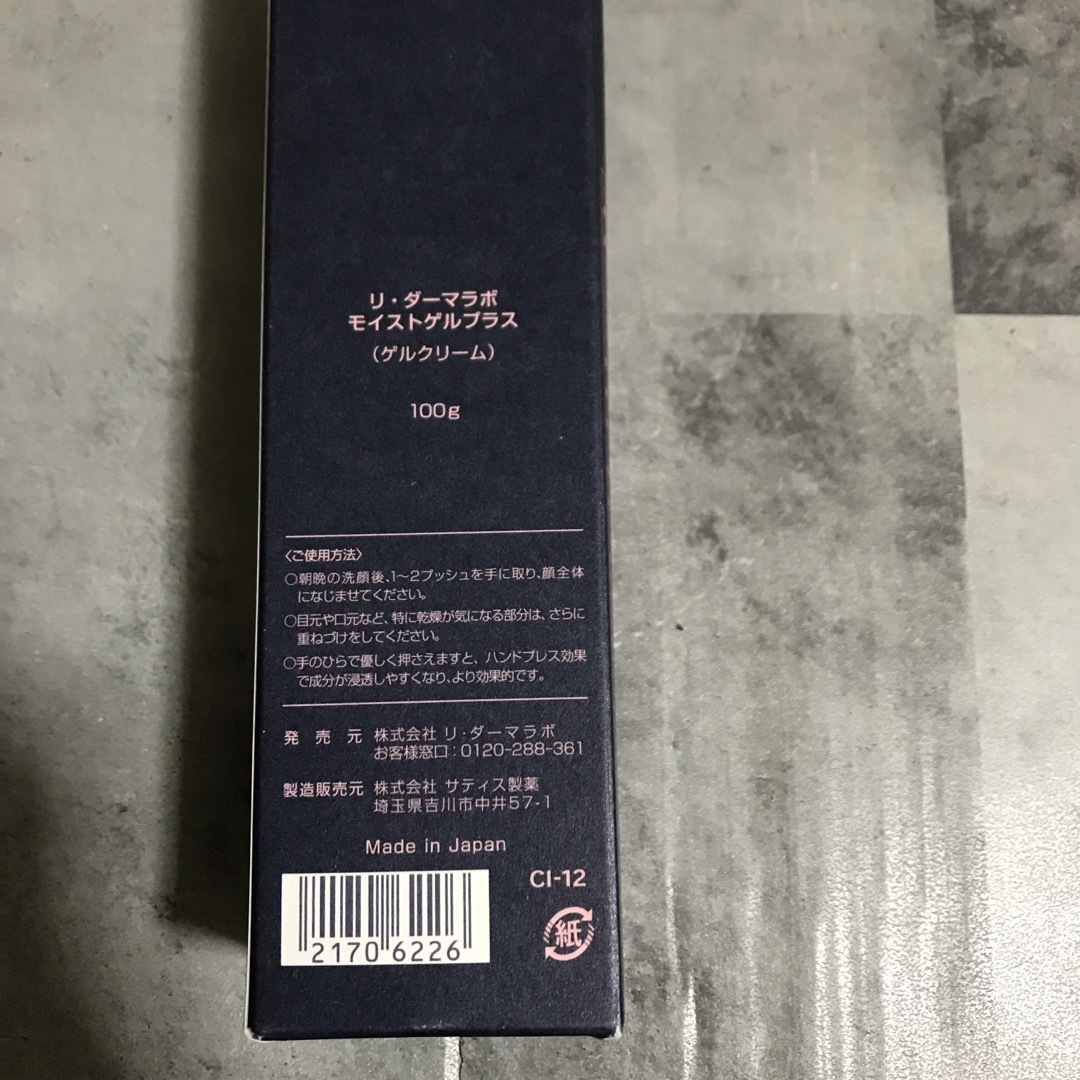 リ・ダーマラボ
モイストゲルプラス
（ゲルクリーム）
100g
〈ご使用方法〉
○朝晩の洗顔後、1〜2プッシュを手に取り、顔全体
になじませてください。
○目元や口元など、特に乾燥が気になる部分は、さらに
重ねづけをしてください。
○手のひらで優しく押さえますと、ハンドプレス効果
で成分が浸透しやすくなり、より効果的です。
発売元 株式会社 リ・ダーマラボ
お客様窓口：0120-288-361
製造販売元 株式会社 サティス製薬
埼玉県吉川市中井57-1
Made in Japan
CI-12
紙
2170 6226